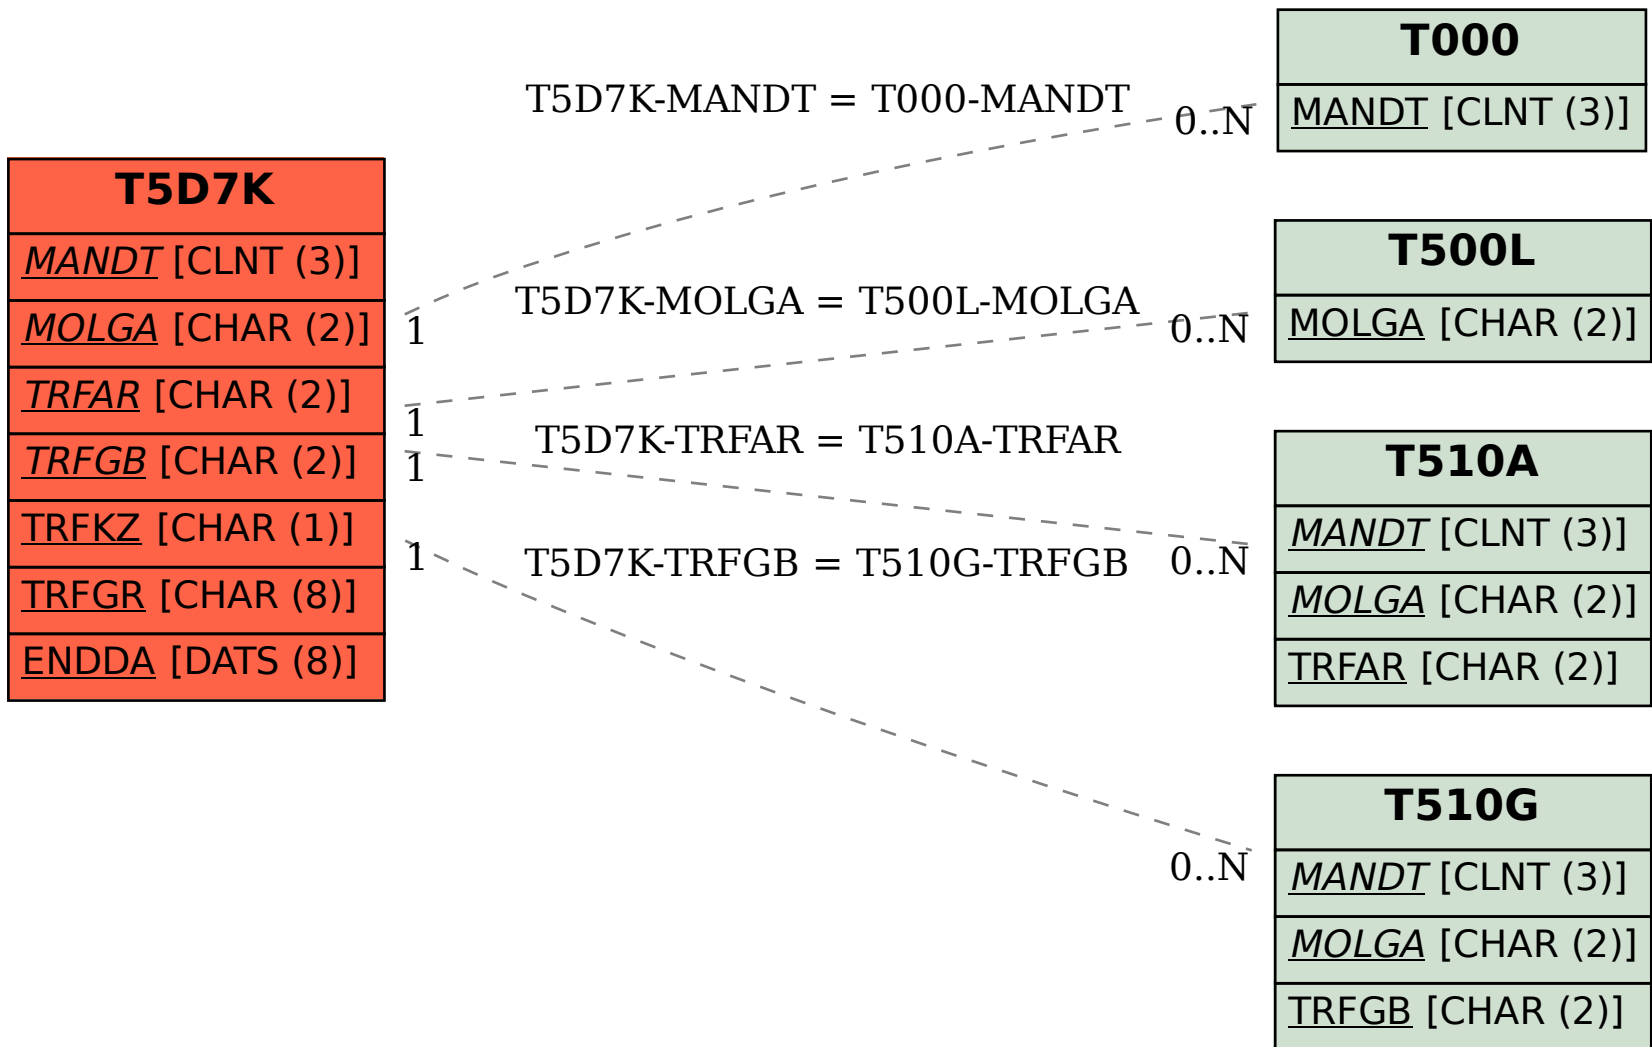 T5D7K
MANDT [CLNT (3)]
MOLGA [CHAR (2)]
TRFAR [CHAR (2)]
TRFGB [CHAR (2)]
TRFKZ [CHAR (1)]
TRFGR [CHAR (8)]
ENDDA [DATS (8)]
T5D7K-MANDT = T000-MANDT
0..N
1
T5D7K-MOLGA = T500L-MOLGA
0..N
1
T5D7K-TRFAR = T510A-TRFAR
1
0..N
T5D7K-TRFGB = T510G-TRFGB
1
0..N
T000
MANDT [CLNT (3)]
T500L
MOLGA [CHAR (2)]
T510A
MANDT [CLNT (3)]
MOLGA [CHAR (2)]
TRFAR [CHAR (2)]
T510G
MANDT [CLNT (3)]
MOLGA [CHAR (2)]
TRFGB [CHAR (2)]